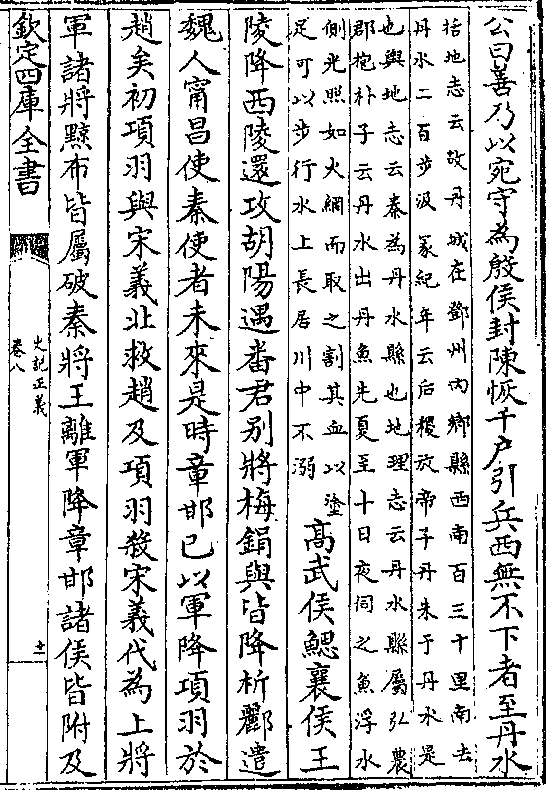 公曰善乃以宛守為殷侯封陳恢千户引兵西無不下者至丹水
括地志云故丹城在鄧州内鄉縣西南百三十里南去
丹水二百步汲冢紀年云后稷放帝子丹朱于丹水是
也輿地志云秦為丹水縣也地理志云丹水縣屬弘農
郡抱朴子云丹水出丹魚先夏至十日夜伺之魚浮水
側光照如火網而取之割其血以塗
足可以步行水上長居川中不溺
高武侯鰓襄侯王
陵降西陵還攻胡陽遇番君别將梅鋗與皆降析酈遣
魏人甯昌使秦使者未來是時章邯已以軍降項羽於
趙矣初項羽與宋義北救趙及項羽殺宋義代為上將
軍諸將黥布皆屬破秦將王離軍降章邯諸侯皆附及
欽定四庫全書
史記正義
卷八
十一